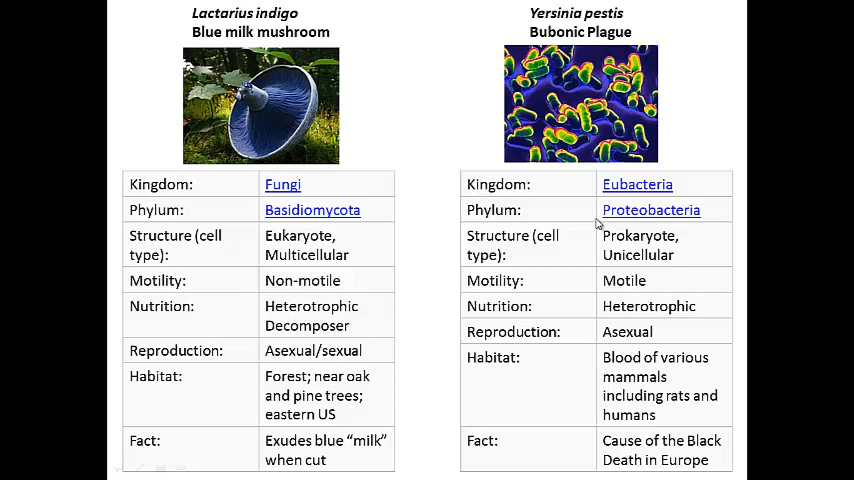 Lactarius indigo
Blue milk mushroom
Kingdom: Fungi
Phylum: Basidiomycota
Structure (cell type): Eukaryote, Multicellular
Motility: Non-motile
Nutrition: Heterotrophic Decomposer
Reproduction: Asexual/sexual
Habitat: Forest; near oak and pine trees; eastern US
Fact: Exudes blue “milk” when cut
Yersinia pestis
Bubonic Plague
Kingdom: Eubacteria
Phylum: Proteobacteria
Structure (cell type): Prokaryote, Unicellular
Motility: Motile
Nutrition: Heterotrophic
Reproduction: Asexual
Habitat: Blood of various mammals including rats and humans
Fact: Cause of the Black Death in Europe